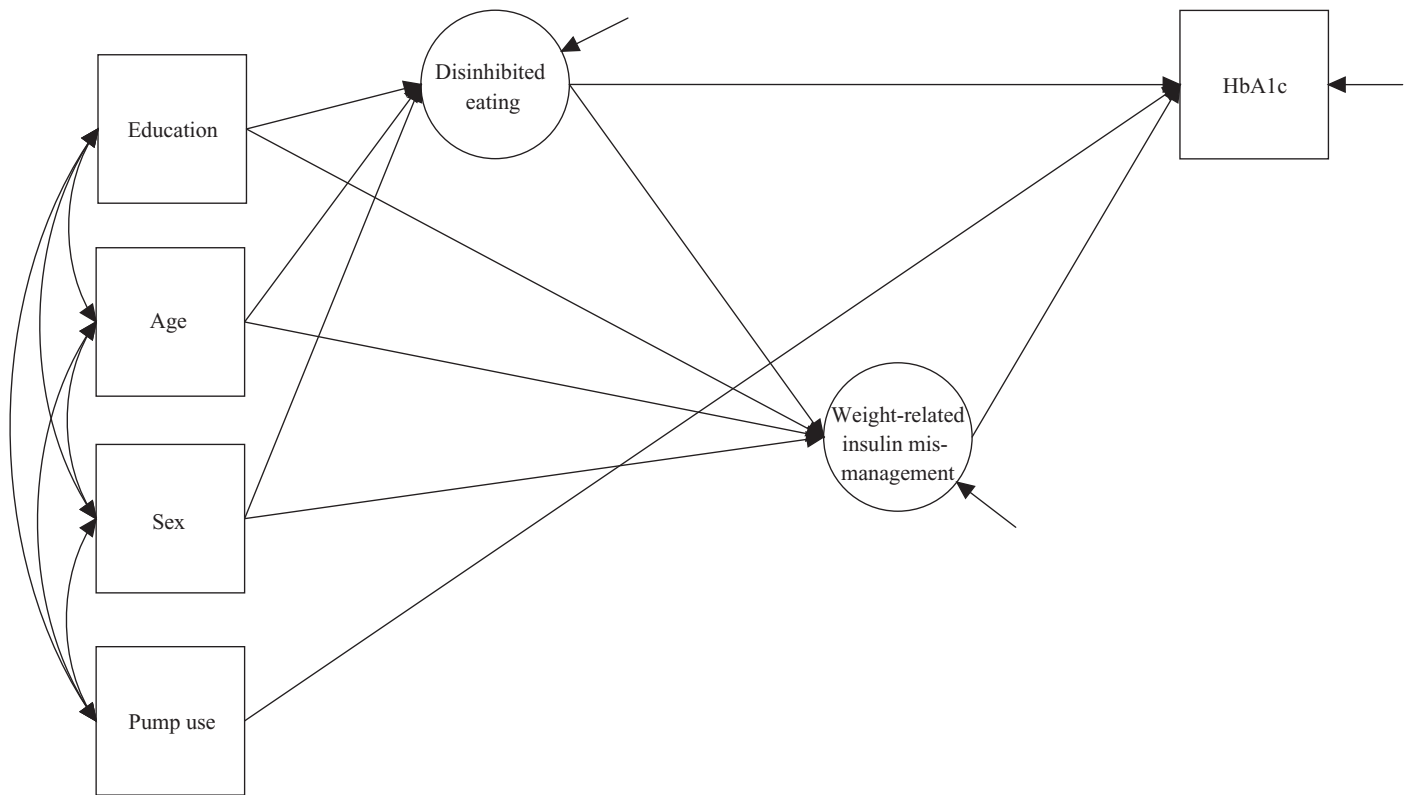 Disinhibited
eating
HbA1c
Education
Age
Weight-related
insulin mis-
management
Sex
Pump use